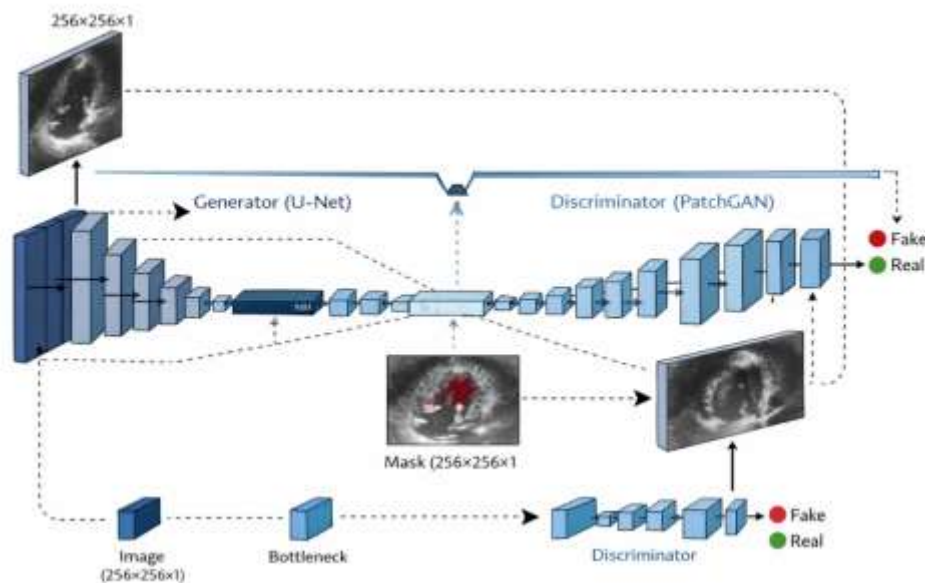 256×256×1
Generator (U-Net)
Discriminator (PatchGAN)
Fake
Real
Mask (256×256×1
Image
(256×256×1)
Bottleneck
Discriminator
Fake
Real